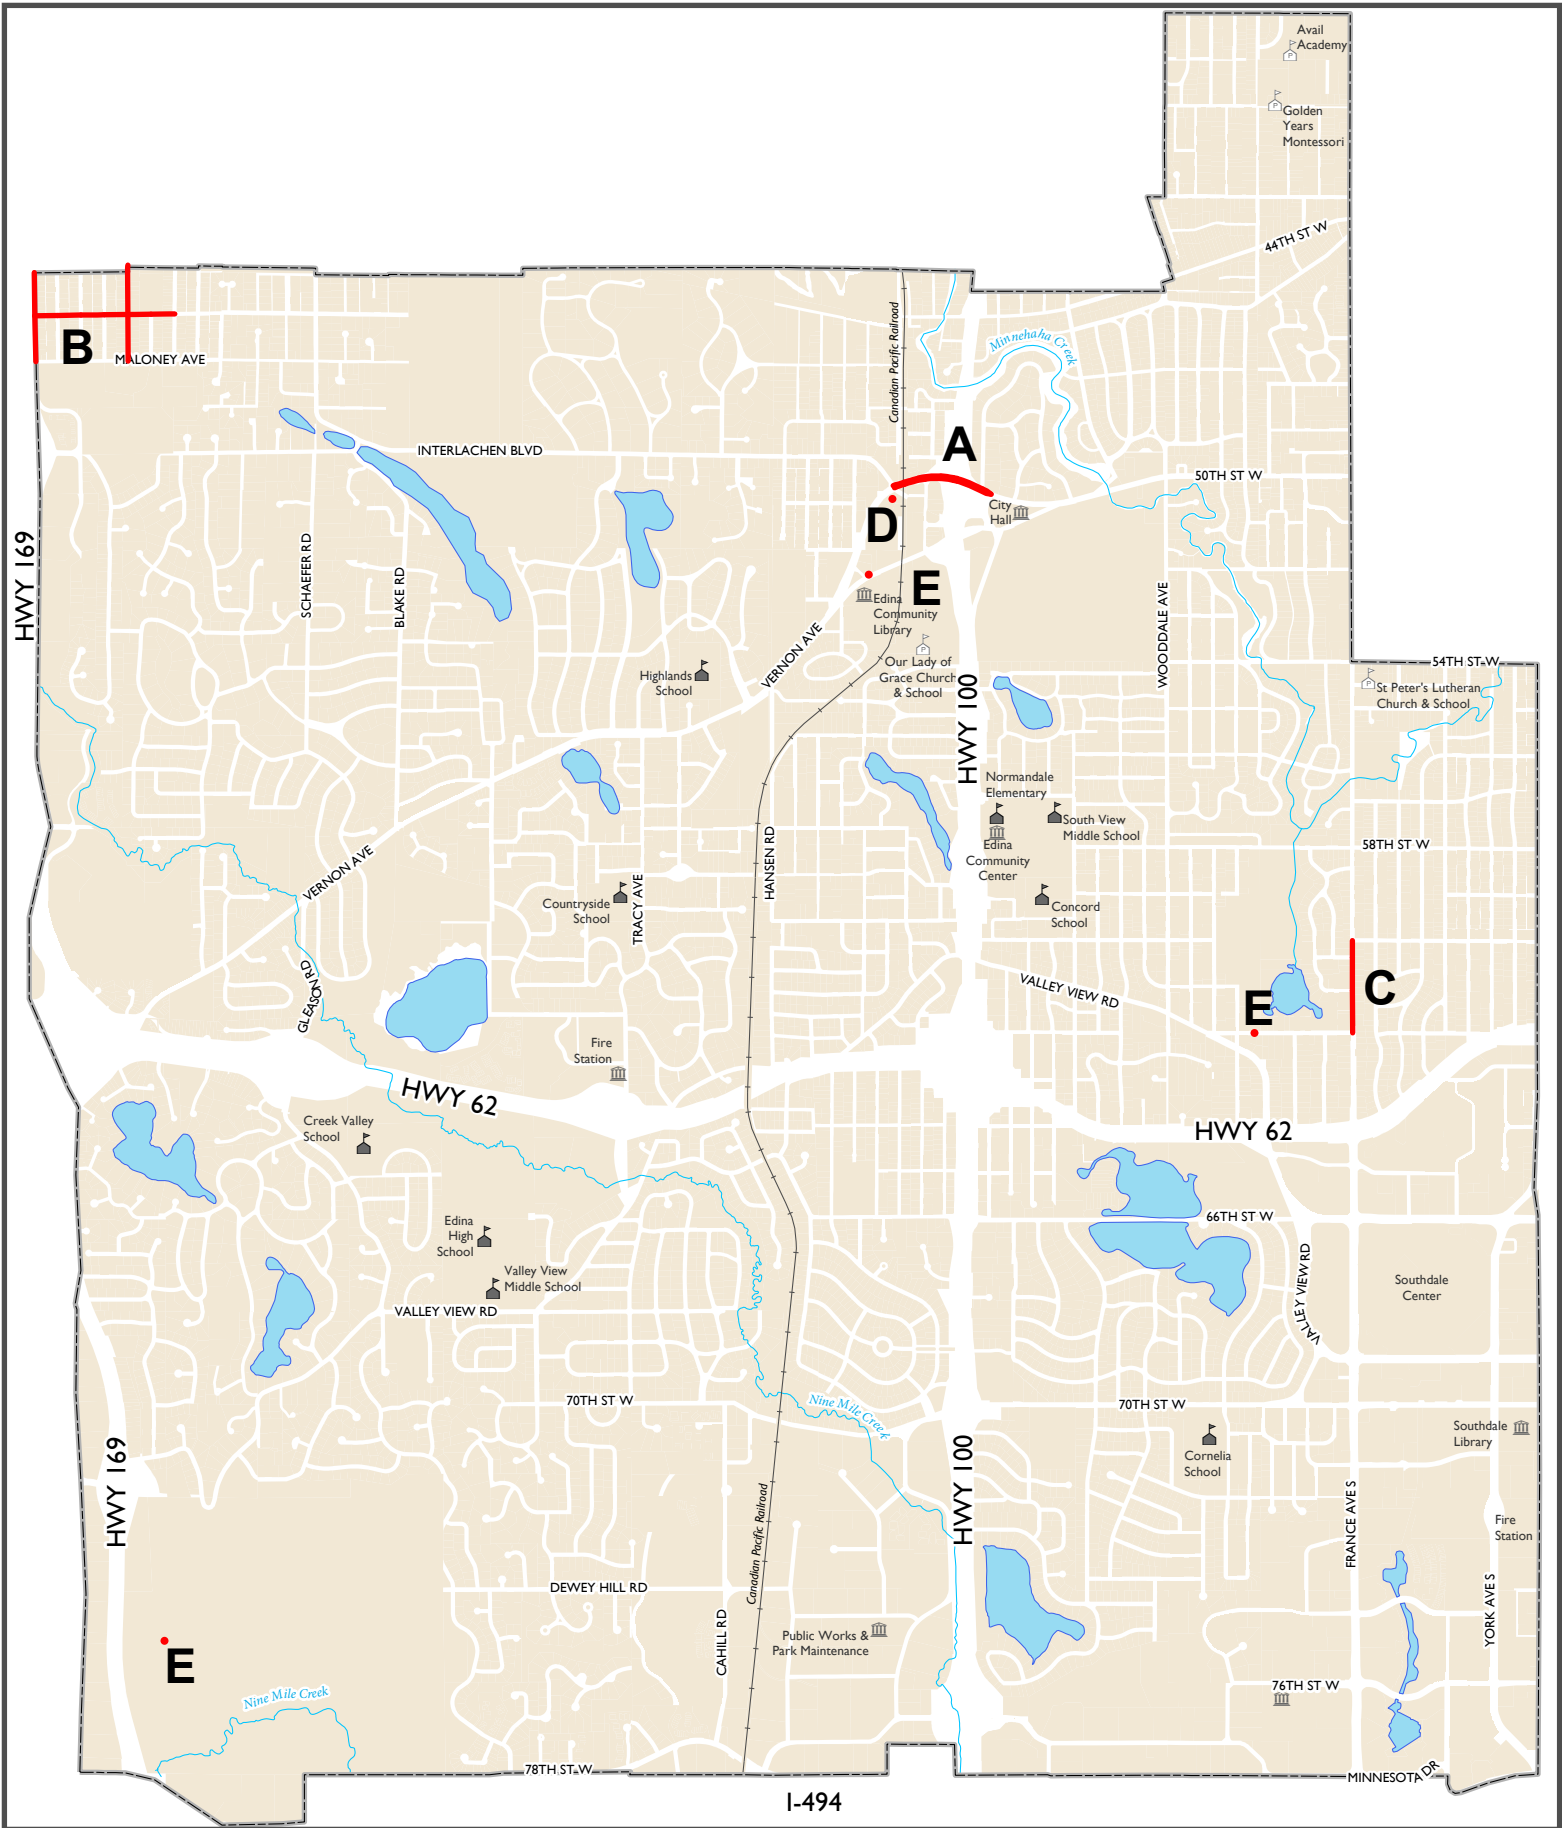 Avail
Academy
P
P
Golden
Years
Montessori
44TH ST W
Canadian Pacific Railroad
Minnehaha Creek
B
MALONEY AVE
A
INTERLACHEN BLVD
50TH ST W
City
Hall
D
HWY 169
SCHAEFER RD
BLAKE RD
E
Edina
Community
Library
WOODDALE AVE
VERNON AVE
P
Our Lady of
Grace Church
& School
Highlands
School
54TH ST W
P
St Peter's Lutheran
Church & School
HWY 100
Normandale
Elementary
South View
Middle School
Edina
Community
Center
58TH ST W
HANSEN RD
VERNON AVE
Countryside
School
TRACY AVE
Concord
School
GLEASON RD
VALLEY VIEW RD
E
C
Fire
Station
HWY 62
Creek Valley
School
HWY 62
Edina
High
School
66TH ST W
Valley View
Middle School
VALLEY VIEW RD
VALLEY VIEW RD
Southdale
Center
70TH ST W
Nine Mile Creek
70TH ST W
Cornelia
School
Southdale
Library
HWY 169
HWY 100
Canadian Pacific Railroad
FRANCE AVE S
Fire
Station
DEWEY HILL RD
CAHILL RD
YORK AVE S
Public Works &
Park Maintenance
E
Nine Mile Creek
76TH ST W
78TH ST W
MINNESOTA DR
I-494